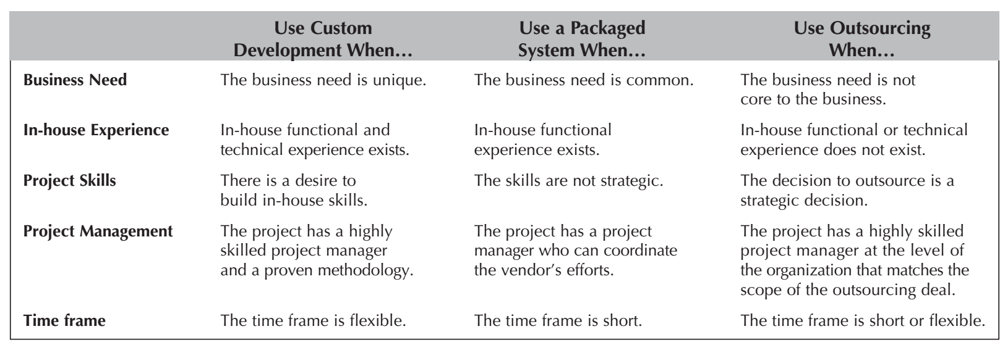 Use Custom
Development When…
Use a Packaged
System When…
Use Outsourcing
When…
Business Need
The business need is unique.
The business need is common.
The business need is not
core to the business.
In-house Experience
In-house functional and
technical experience exists.
In-house functional
experience exists.
In-house functional or technical
experience does not exist.
Project Skills
There is a desire to
build in-house skills.
The skills are not strategic.
The decision to outsource is a
strategic decision.
Project Management
The project has a highly
skilled project manager
and a proven methodology.
The project has a project
manager who can coordinate
the vendor’s efforts.
The project has a highly skilled
project manager at the level of
the organization that matches the
scope of the outsourcing deal.
Time frame
The time frame is flexible.
The time frame is short.
The time frame is short or flexible.